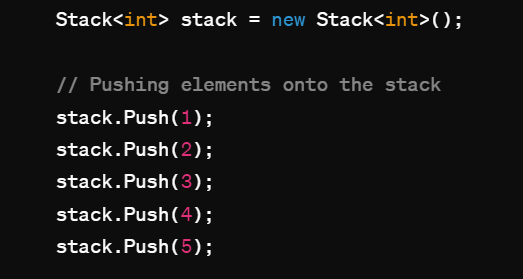 Stack<int> stack = new Stack<int>();
// Pushing elements onto the stack
stack.Push(1);
stack.Push(2);
stack.Push(3);
stack.Push(4);
stack.Push(5);